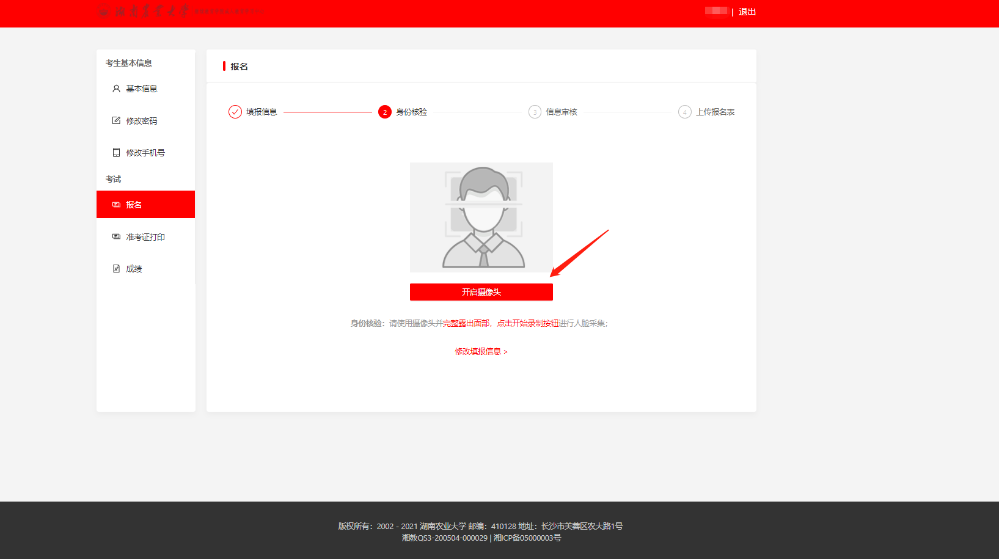 | 退出
考生基本信息
基本信息
修改密码
修改手机号
考试
报名
准考证打印
成绩
报名
填报信息
2 身份核验
3 信息审核
4 上传报名表
开启摄像头
身份核验：请使用摄像头并完整露出面部，点击开始录制按钮进行人脸采集；
修改填报信息 >
版权所有：2002 - 2021 湖南农业大学 邮编：410128 地址：长沙市芙蓉区农大路1号
湘教QS3-200504-000029 | 湘ICP备05000003号